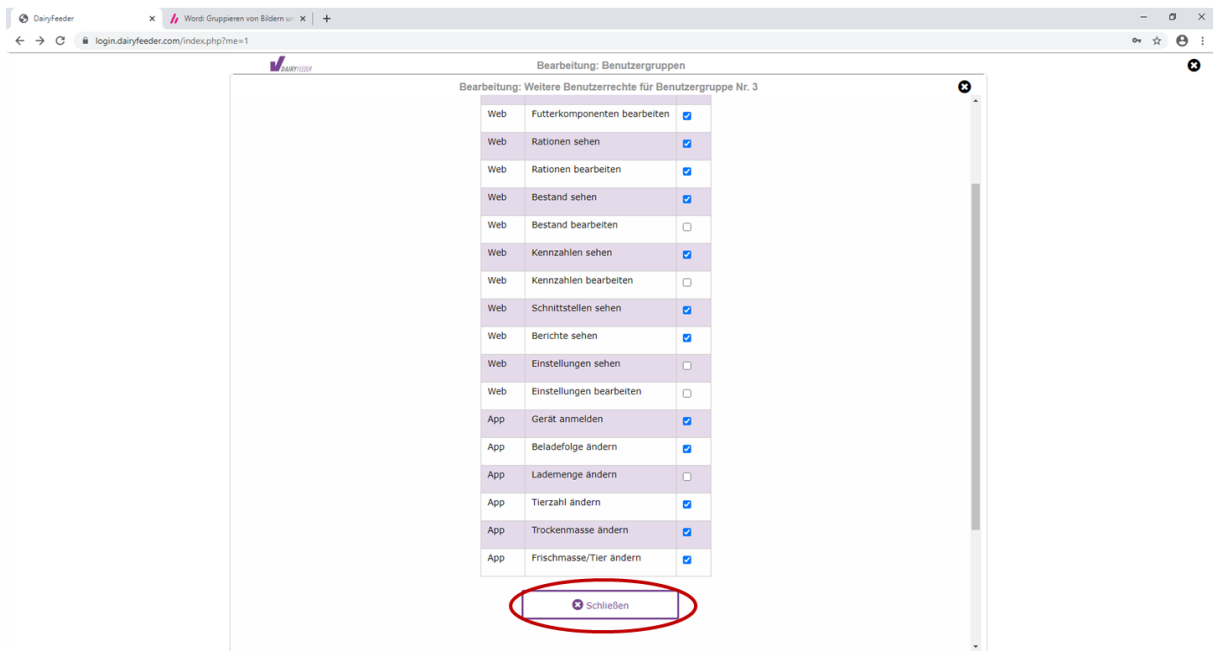 DairyFeeder
Word: Gruppieren von Bildern un
login.dairyfeeder.com/index.php?me=1
DAIRYFEEDER
Bearbeitung: Benutzergruppen
Bearbeitung: Weitere Benutzerrechte für Benutzergruppe Nr. 3
Web Futterkomponenten bearbeiten
Web Rationen sehen
Web Rationen bearbeiten
Web Bestand sehen
Web Bestand bearbeiten
Web Kennzahlen sehen
Web Kennzahlen bearbeiten
Web Schnittstellen sehen
Web Berichte sehen
Web Einstellungen sehen
Web Einstellungen bearbeiten
App Gerät anmelden
App Beladefolge ändern
App Lademenge ändern
App Tierzahl ändern
App Trockenmasse ändern
App Frischmasse/Tier ändern
Schließen